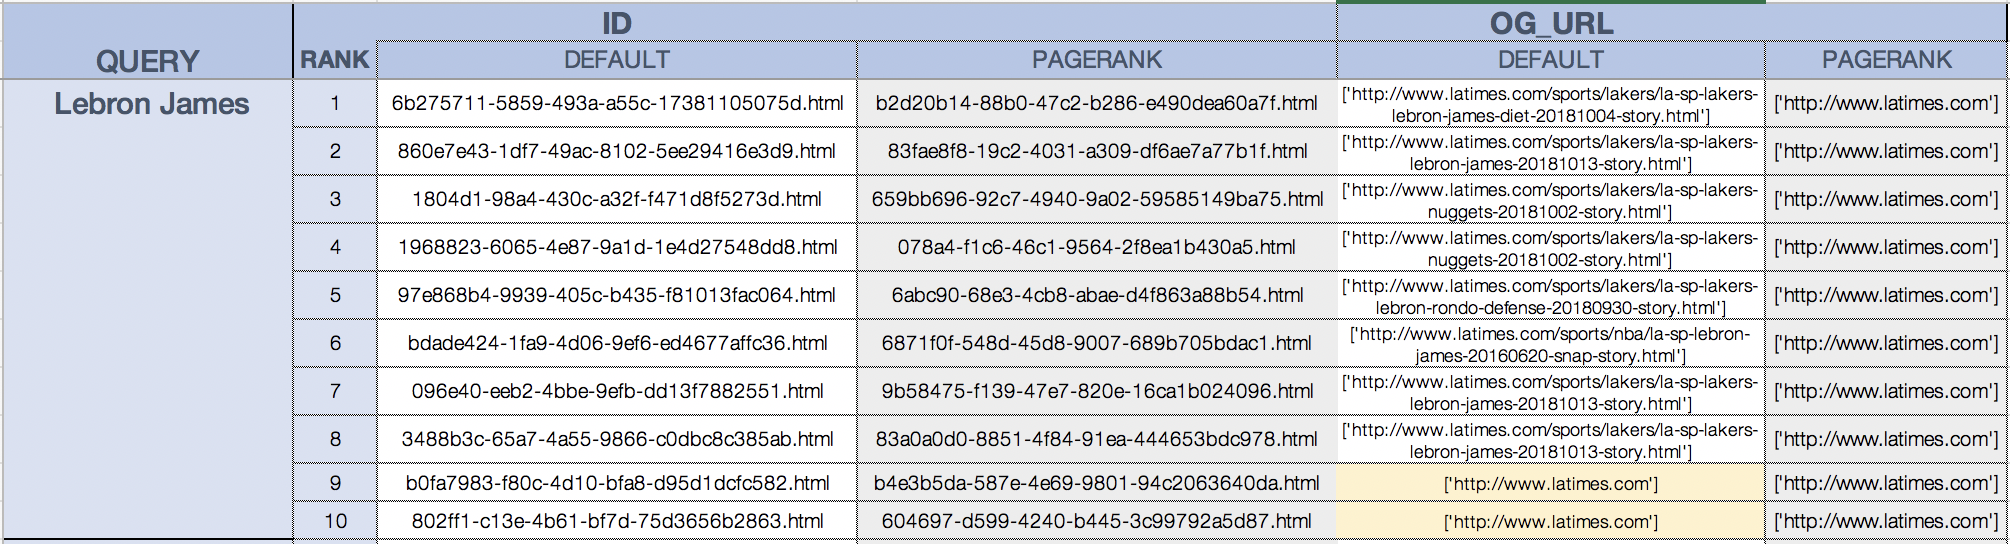 ID OG_URL
QUERY RANK DEFAULT PAGERANK DEFAULT PAGERANK
Lebron James 1 6b275711-5859-493a-a55c-17381105075d.html b2d20b14-88b0-47c2-b286-e490dea60a7f.html ['http://www.latimes.com/sports/lakers/la-sp-lakers- ['http://www.latimes.com']
lebron-james-diet-20181004-story.html']
2 860e7e43-1df7-49ac-8102-5ee29416e3d9.html 83fae8f8-19c2-4031-a309-df6ae7a77b1f.html ['http://www.latimes.com/sports/lakers/la-sp-lakers- ['http://www.latimes.com']
lebron-james-20181013-story.html']
3 1804d1-98a4-430c-a32f-f471d8f5273d.html 659bb696-92c7-4940-9a02-59585149ba75.html ['http://www.latimes.com/sports/lakers/la-sp-lakers- ['http://www.latimes.com']
nuggets-20181002-story.html']
4 1968823-6065-4e87-9a1d-1e4d27548dd8.html 078a4-f1c6-46c1-9564-2f8ea1b430a5.html ['http://www.latimes.com/sports/lakers/la-sp-lakers- ['http://www.latimes.com']
nuggets-20181002-story.html']
5 97e868b4-9939-405c-b435-f81013fac064.html 6abc90-68e3-4cb8-abae-d4f863a88b54.html ['http://www.latimes.com/sports/lakers/la-sp-lakers- ['http://www.latimes.com']
lebron-rondo-defense-20180930-story.html']
6 bdade424-1fa9-4d06-9ef6-ed4677affc36.html 6871f0f-548d-45d8-9007-689b705bdac1.html ['http://www.latimes.com/sports/nba/la-sp-lebron- ['http://www.latimes.com']
james-20160620-snap-story.html']
7 096e40-eeb2-4bbe-9efb-dd13f7882551.html 9b58475-f139-47e7-820e-16ca1b024096.html ['http://www.latimes.com/sports/lakers/la-sp-lakers- ['http://www.latimes.com']
lebron-james-20181013-story.html']
8 3488b3c-65a7-4a55-9866-c0dbc8c385ab.html 83a0a0d0-8851-4f84-91ea-444653bdc978.html ['http://www.latimes.com/sports/lakers/la-sp-lakers- ['http://www.latimes.com']
lebron-james-20181013-story.html']
9 b0fa7983-f80c-4d10-bfa8-d95d1dcfc582.html b4e3b5da-587e-4e69-9801-94c2063640da.html ['http://www.latimes.com'] ['http://www.latimes.com']
10 802ff1-c13e-4b61-bf7d-75d3656b2863.html 604697-d599-4240-b445-3c99792a5d87.html ['http://www.latimes.com'] ['http://www.latimes.com']